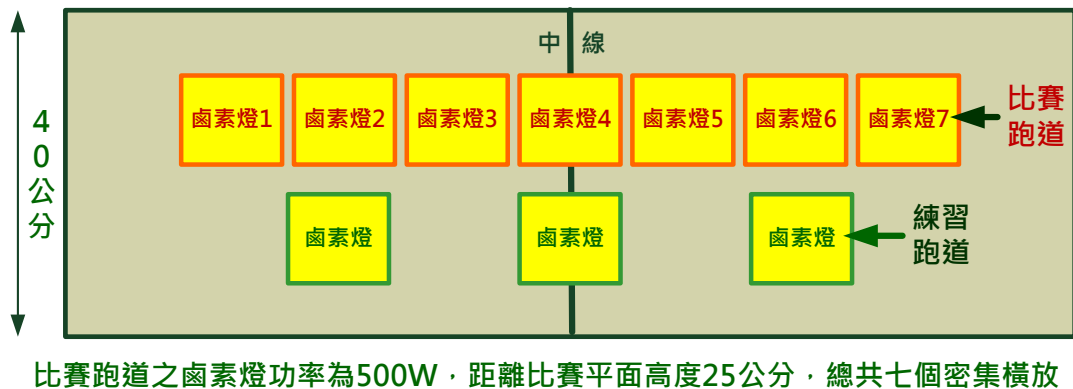 中 線
40公分
鹵素燈1 鹵素燈2 鹵素燈3 鹵素燈4 鹵素燈5 鹵素燈6 鹵素燈7
比賽
跑道
鹵素燈 鹵素燈 鹵素燈
練習
跑道
比賽跑道之鹵素燈功率為500W，距離比賽平面高度25公分，總共七個密集橫放